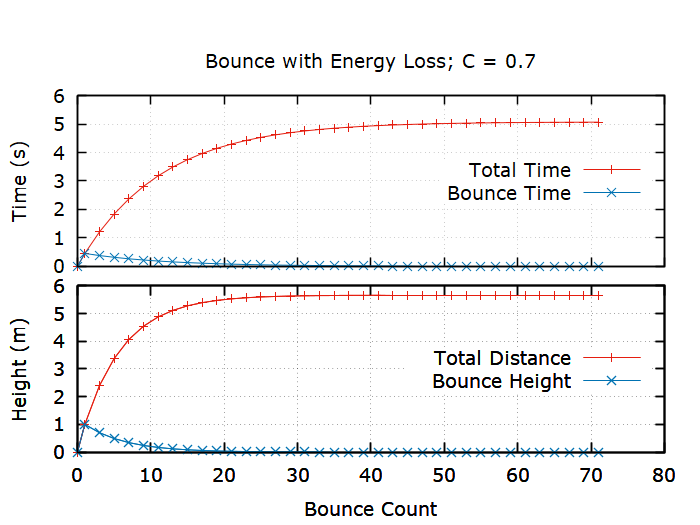 Bounce with Energy Loss; C = 0.7
6
5
4
3
2
1
0
Time (s)
Total Time
Bounce Time
6
5
4
3
2
1
0
Height (m)
Total Distance
Bounce Height
0 10 20 30 40 50 60 70 80
Bounce Count